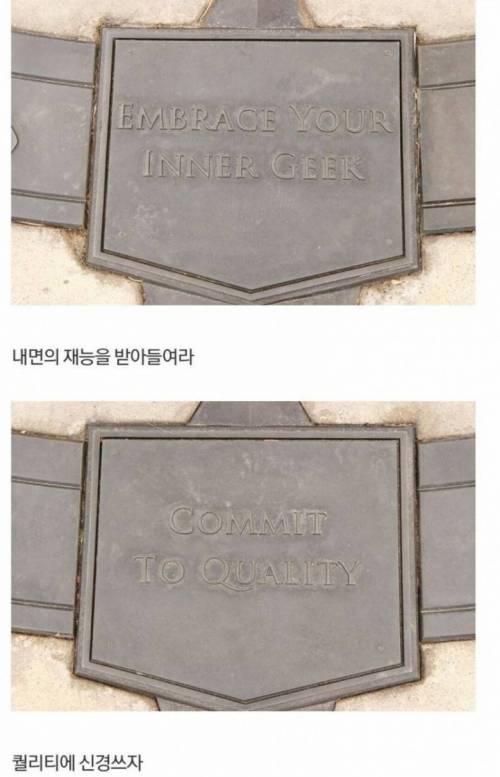 EMBRACE YOUR
INNER GEEK
내면의 재능을 받아들여라
COMMIT
TO QUALITY
퀄리티에 신경쓰자